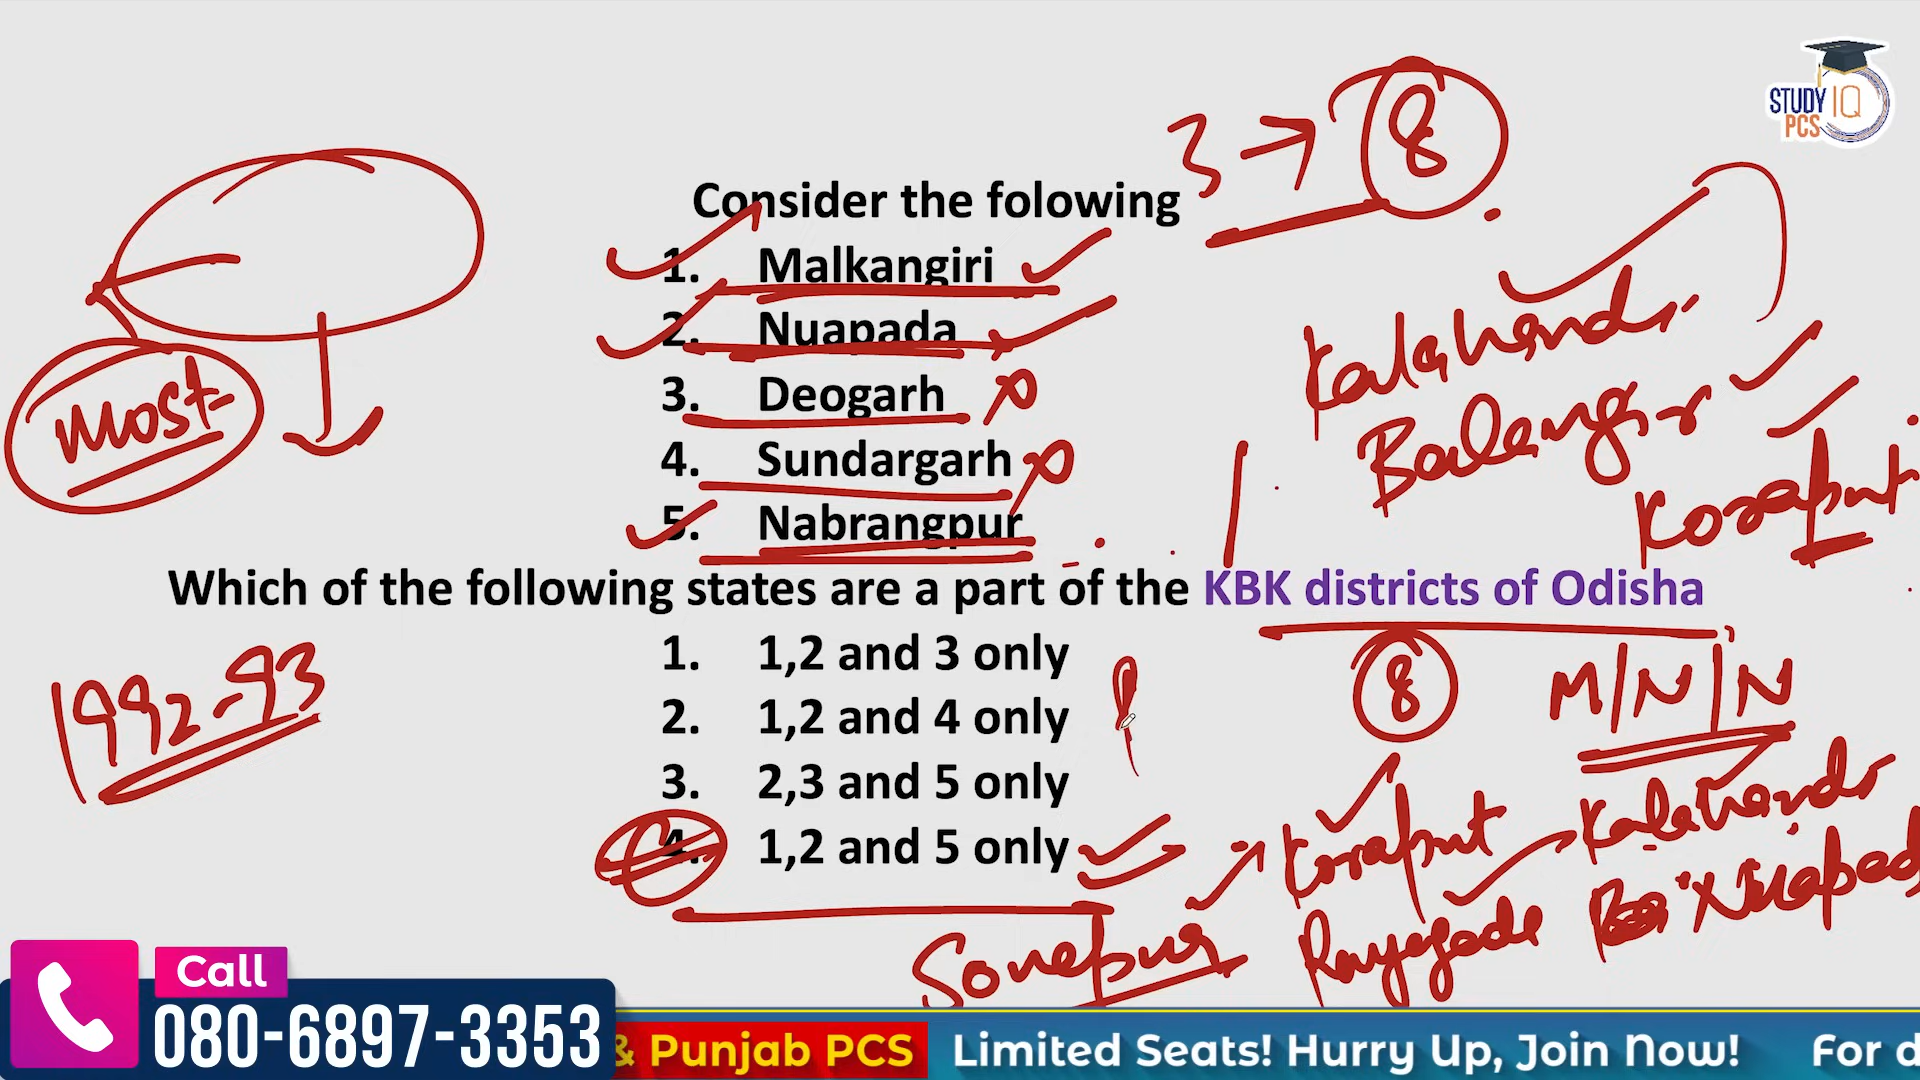 STUDY IQ
PCS
3 → 8
Consider the folowing
1. Malkangiri
2. Nuapada
3. Deogarh
4. Sundargarh
5. Nabrangpur
Most
Kalahandi
Balangir
Koraput
Which of the following states are a part of the KBK districts of Odisha
1. 1,2 and 3 only
2. 1,2 and 4 only
3. 2,3 and 5 only
4. 1,2 and 5 only
1992-93
8
M/N/N
Koraput
Kalahandi
Sonepur
Rayagada
Call
080-6897-3353
& Punjab PCS
Limited Seats! Hurry Up, Join Now!
For d